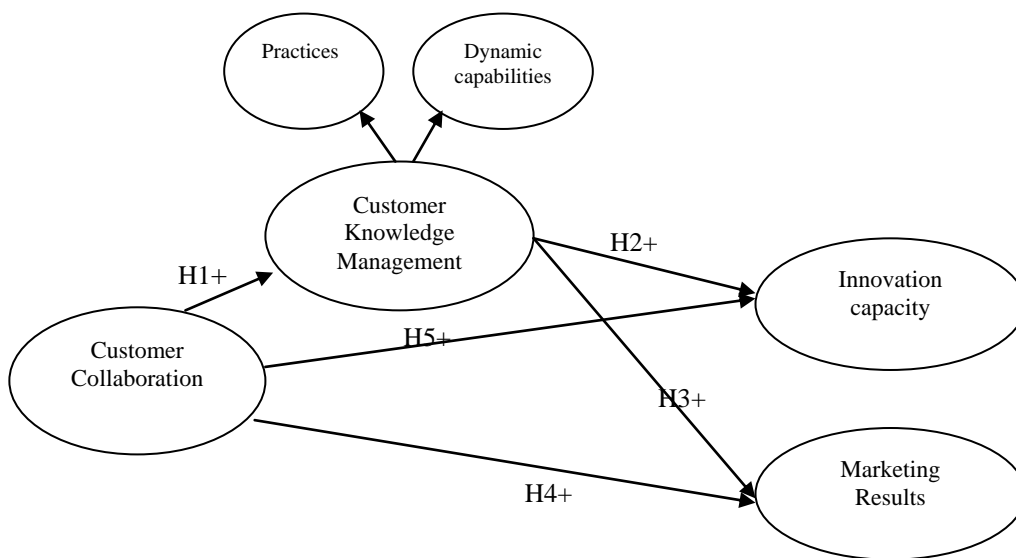 Practices
Dynamic
capabilities
Customer
Knowledge
Management
H2+
H1+
Innovation
capacity
H5+
Customer
Collaboration
H3+
Marketing
Results
H4+